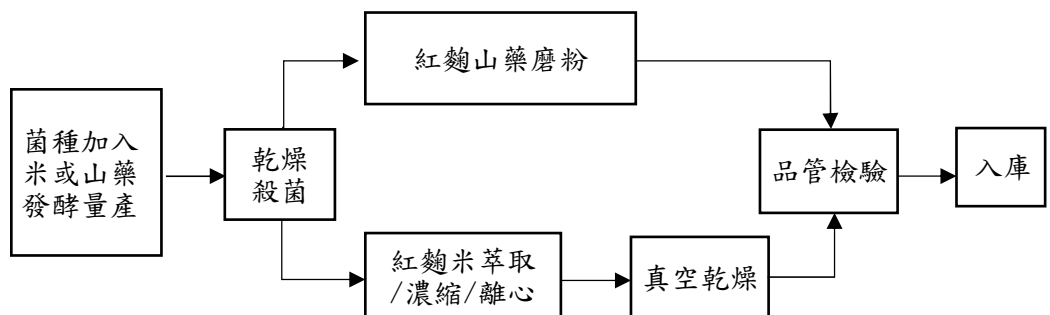 紅麴山藥磨粉
菌種加入
米或山藥
發酵量產
乾燥
殺菌
品管檢驗
入庫
紅麴米萃取
/濃縮/離心
真空乾燥